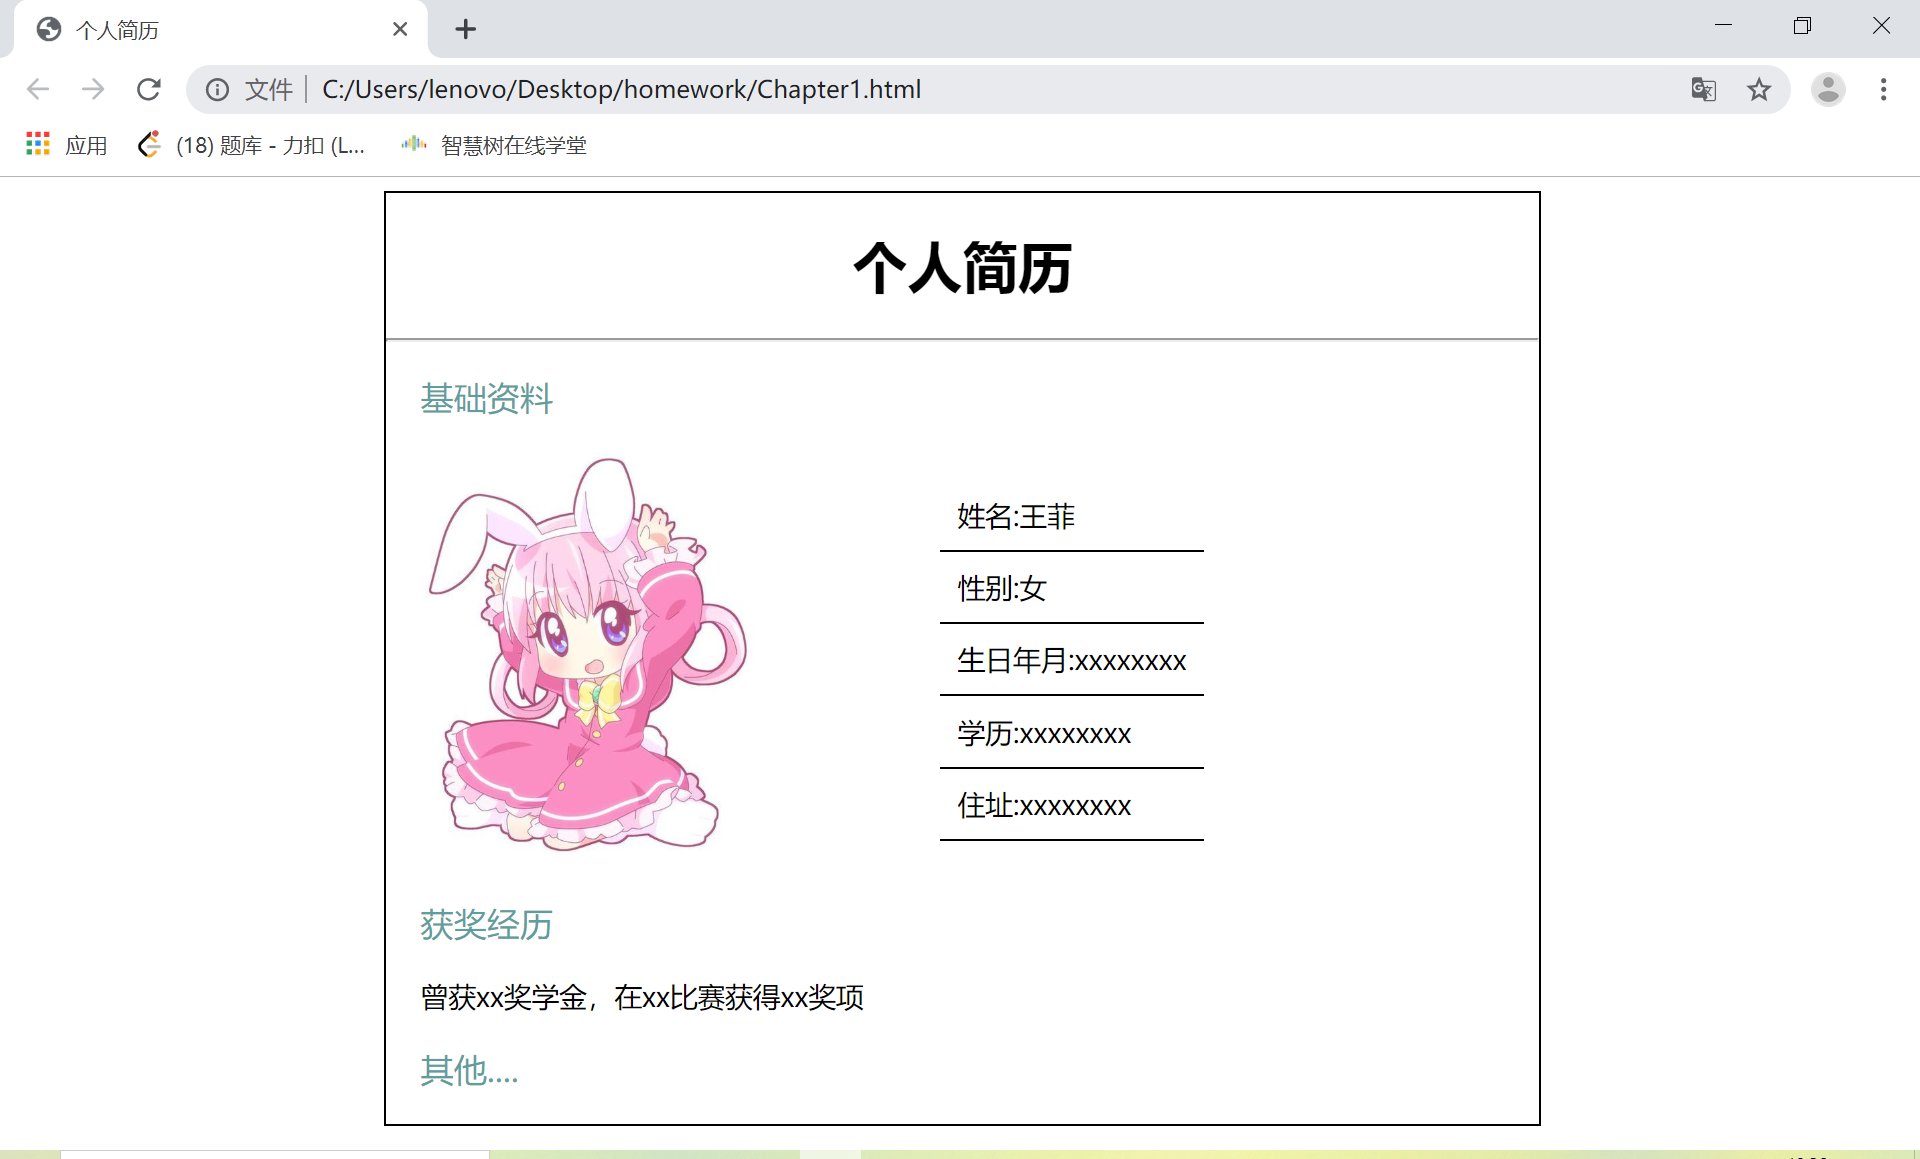 个人简历
文件 C:/Users/lenovo/Desktop/homework/Chapter1.html
应用 (18) 题库 - 力扣 (L... 智慧树在线学堂
个人简历
基础资料
姓名:王菲
性别:女
生日年月:xxxxxxxx
学历:xxxxxxxx
住址:xxxxxxxx
获奖经历
曾获xx奖学金，在xx比赛获得xx奖项
其他....